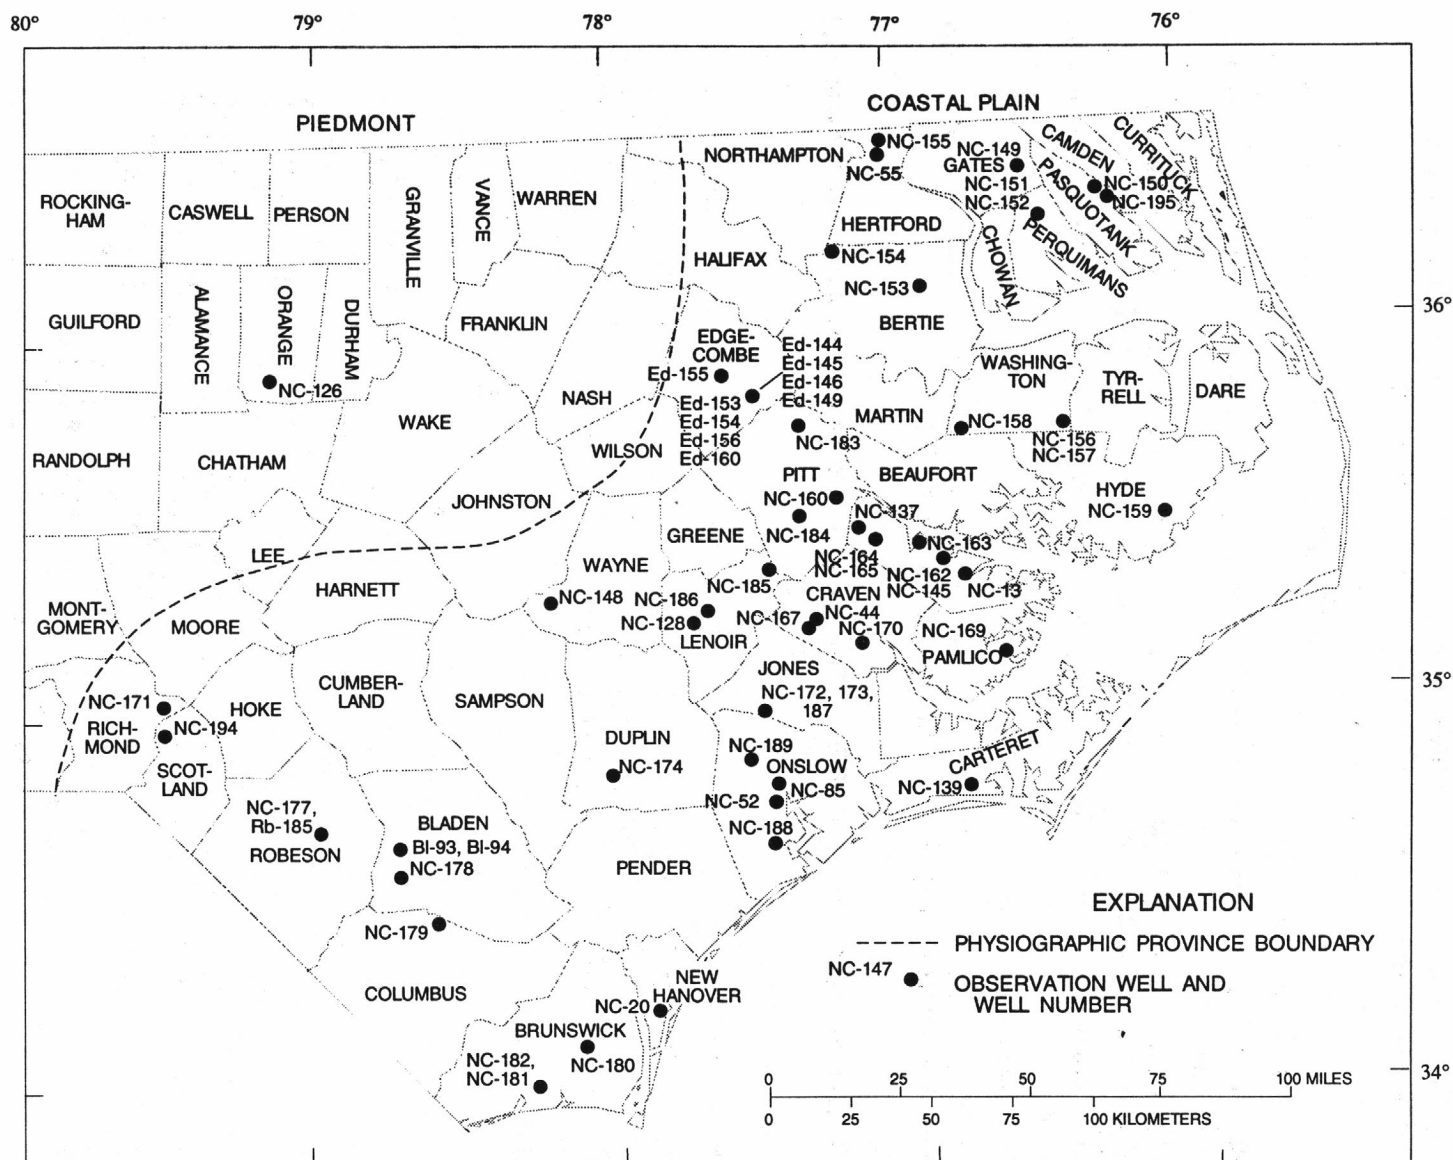 80°
79°
78°
77°
76°
PIEDMONT
COASTAL PLAIN
NORTHAMPTON
NC-155
NC-55
NC-149
GATES
NC-151
NC-152
CAMDEN
CURRITUCK
PASQUOTANK
NC-150
NC-195
PERQUIMANS
CHOWAN
ROCKING-
HAM
CASWELL
PERSON
GRANVILLE
VANCE
WARREN
HERTFORD
HALIFAX
NC-154
NC-153
BERTIE
36°
GUILFORD
ALAMANCE
ORANGE
DURHAM
FRANKLIN
NC-126
EDGE-
COMBE
Ed-155
Ed-144
Ed-145
Ed-146
Ed-149
Ed-153
Ed-154
Ed-156
Ed-160
NASH
WASHING-
TON
TYR-
RELL
DARE
WAKE
MARTIN
NC-158
NC-183
NC-156
NC-157
WILSON
RANDOLPH
CHATHAM
PITT
BEAUFORT
HYDE
NC-159
JOHNSTON
NC-160
NC-137
NC-184
GREENE
NC-164
NC-165
NC-163
NC-162
NC-145
NC-13
LEE
WAYNE
HARNETT
NC-185
CRAVEN
NC-148
NC-186
NC-128
LENOIR
NC-167
NC-44
NC-170
NC-169
PAMLICO
MONT-
GOMERY
MOORE
JONES
NC-172, 173,
187
35°
CUMBER-
LAND
SAMPSON
HOKE
NC-171
NC-194
RICH-
MOND
SCOT-
LAND
DUPLIN
NC-174
NC-189
ONSLOW
NC-85
NC-52
NC-188
CARTERET
NC-139
NC-177,
Rb-185
ROBESON
BLADEN
Bl-93, Bl-94
NC-178
PENDER
NC-179
COLUMBUS
NEW
HANOVER
NC-20
BRUNSWICK
NC-180
NC-182,
NC-181
EXPLANATION
PHYSIOGRAPHIC PROVINCE BOUNDARY
NC-147
OBSERVATION WELL AND
WELL NUMBER
34°
0 25 50 75 100 MILES
0 25 50 75 100 KILOMETERS